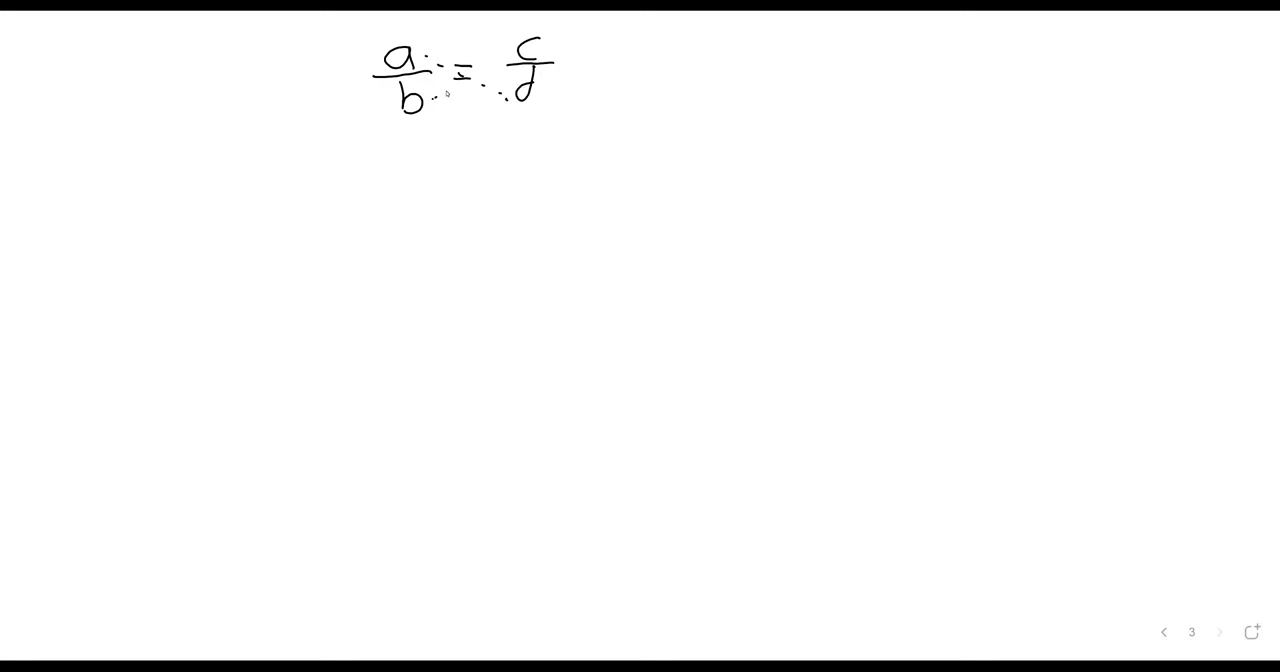 a/b = c/d
3